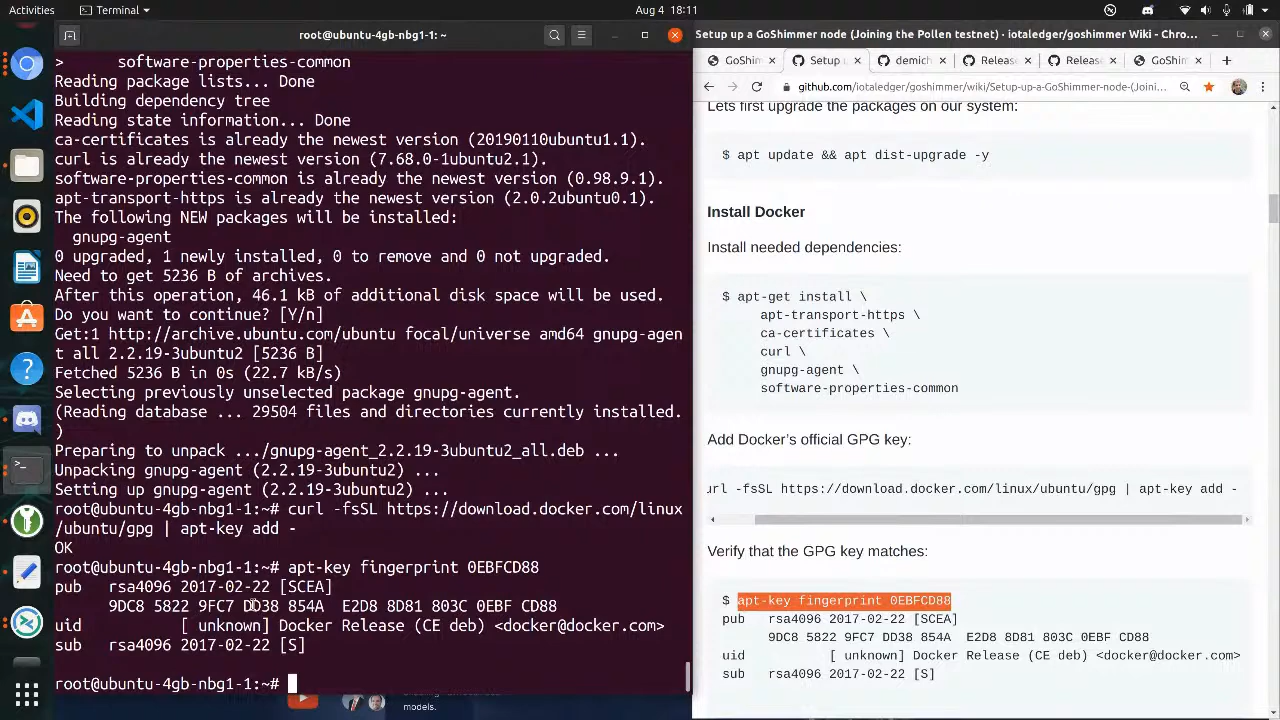 Activities
Terminal
Aug 4 18:11
root@ubuntu-4gb-nbg1-1: ~
> software-properties-common
Reading package lists... Done
Building dependency tree
Reading state information... Done
ca-certificates is already the newest version (20190110ubuntu1.1).
curl is already the newest version (7.68.0-1ubuntu2.1).
software-properties-common is already the newest version (0.98.9.1).
apt-transport-https is already the newest version (2.0.2ubuntu0.1).
The following NEW packages will be installed:
gnupg-agent
0 upgraded, 1 newly installed, 0 to remove and 0 not upgraded.
Need to get 5236 B of archives.
After this operation, 46.1 kB of additional disk space will be used.
Do you want to continue? [Y/n]
Get:1 http://archive.ubuntu.com/ubuntu focal/universe amd64 gnupg-agen
t all 2.2.19-3ubuntu2 [5236 B]
Fetched 5236 B in 0s (22.7 kB/s)
Selecting previously unselected package gnupg-agent.
(Reading database ... 29504 files and directories currently installed.
)
Preparing to unpack .../gnupg-agent_2.2.19-3ubuntu2_all.deb ...
Unpacking gnupg-agent (2.2.19-3ubuntu2) ...
Setting up gnupg-agent (2.2.19-3ubuntu2) ...
root@ubuntu-4gb-nbg1-1:~# curl -fsSL https://download.docker.com/linux
/ubuntu/gpg | apt-key add -
OK
root@ubuntu-4gb-nbg1-1:~# apt-key fingerprint 0EBFCD88
pub rsa4096 2017-02-22 [SCEA]
9DC8 5822 9FC7 DD38 854A E2D8 8D81 803C 0EBF CD88
uid [ unknown] Docker Release (CE deb) <docker@docker.com>
sub rsa4096 2017-02-22 [S]
root@ubuntu-4gb-nbg1-1:~#
models.
Setup up a GoShimmer node (Joining the Pollen testnet) · iotaledger/goshimmer Wiki - Chro...
GoShim
Setup u
demich
Release
Release
GoShim
github.com/iotaledger/goshimmer/wiki/Setup-up-a-GoShimmer-node-(Joi...
Lets first upgrade the packages on our system:
$ apt update && apt dist-upgrade -y
Install Docker
Install needed dependencies:
$ apt-get install \
apt-transport-https \
ca-certificates \
curl \
gnupg-agent \
software-properties-common
Add Docker’s official GPG key:
url -fsSL https://download.docker.com/linux/ubuntu/gpg | apt-key add -
Verify that the GPG key matches:
$ apt-key fingerprint 0EBFCD88
pub rsa4096 2017-02-22 [SCEA]
9DC8 5822 9FC7 DD38 854A E2D8 8D81 803C 0EBF CD88
uid [ unknown] Docker Release (CE deb) <docker@docker.com>
sub rsa4096 2017-02-22 [S]